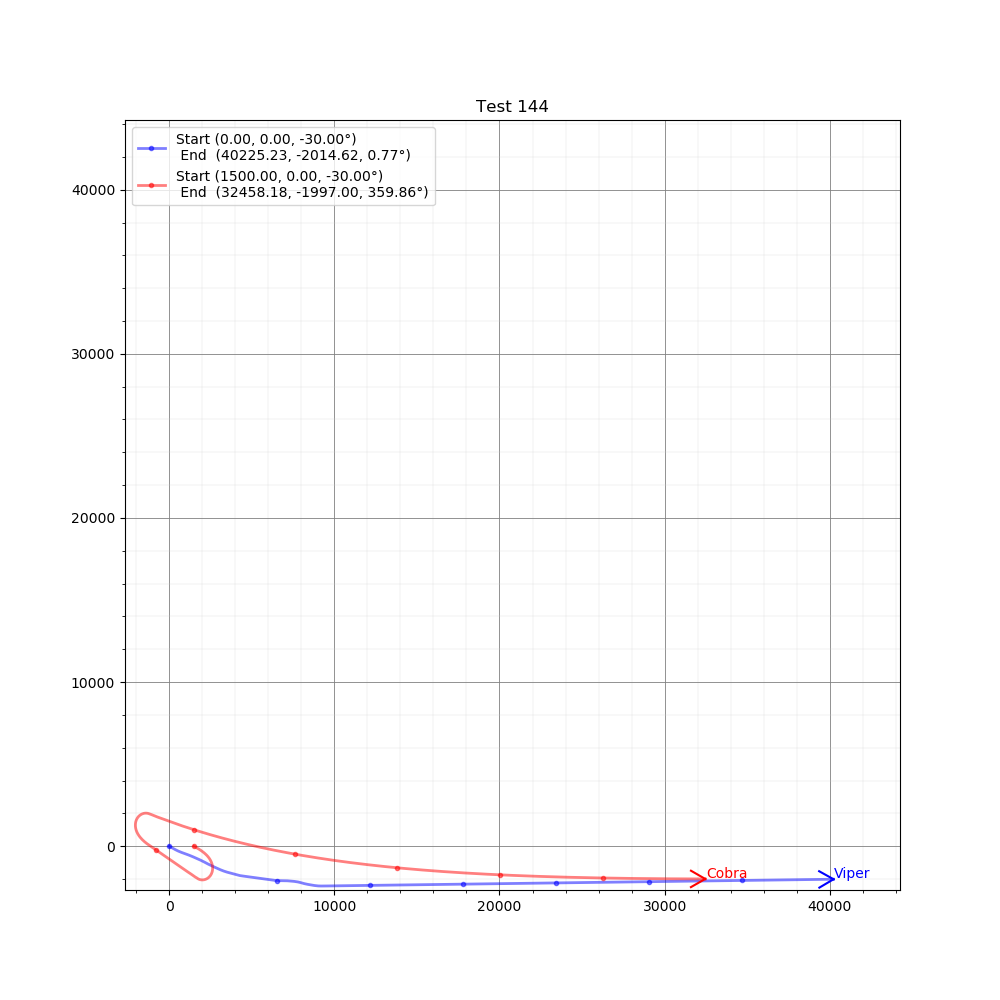 Test 144
Start (0.00, 0.00, -30.00°)
End (40225.23, -2014.62, 0.77°)
Start (1500.00, 0.00, -30.00°)
End (32458.18, -1997.00, 359.86°)
40000
30000
20000
10000
0
Cobra
Viper
0
10000
20000
30000
40000